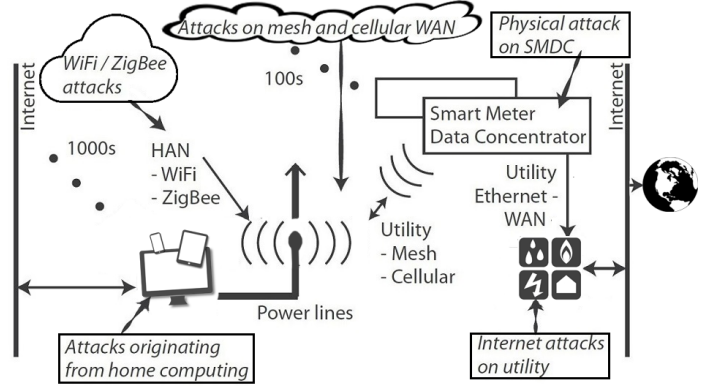 Attacks on mesh and cellular WAN
Physical attack
on SMDC
WiFi / ZigBee
attacks
Internet
Internet
100s
Smart Meter
Data Concentrator
1000s
HAN
- WiFi
- ZigBee
Utility
Ethernet -
WAN
Utility
- Mesh
- Cellular
Power lines
Attacks originating
from home computing
Internet attacks
on utility